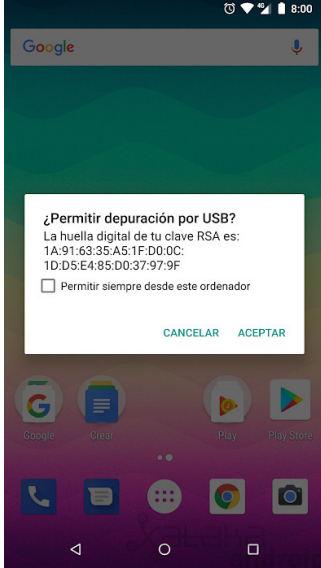 8:00
Google
¿Permitir depuración por USB?
La huella digital de tu clave RSA es:
1A:91:63:35:A5:1F:D0:0C:
1D:D5:E4:85:D0:37:97:9F
Permitir siempre desde este ordenador
CANCELAR ACEPTAR
Google Crear Play Play Store